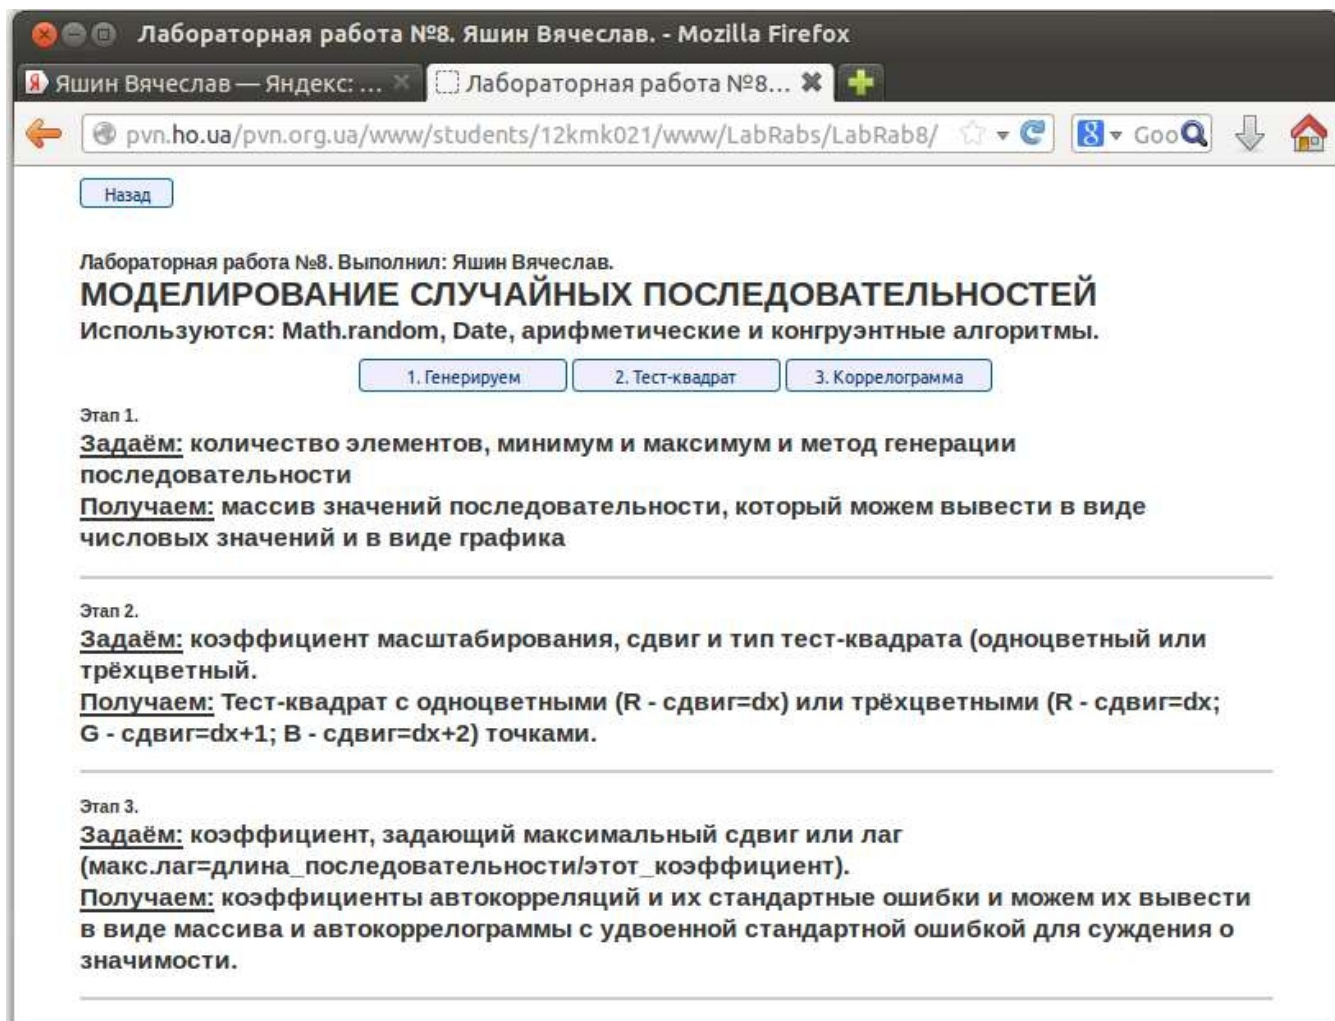 Лабораторная работа №8. Яшин Вячеслав. - Mozilla Firefox
Яшин Вячеслав — Яндекс: ...
Лабораторная работа №8...
pvn.ho.ua/pvn.org.ua/www/students/12kmk021/www/LabRabs/LabRab8/
Goo
Назад
Лабораторная работа №8. Выполнил: Яшин Вячеслав.
МОДЕЛИРОВАНИЕ СЛУЧАЙНЫХ ПОСЛЕДОВАТЕЛЬНОСТЕЙ
Используются: Math.random, Date, арифметические и конгруэнтные алгоритмы.
1. Генерируем
2. Тест-квадрат
3. Коррелограмма
Этап 1.
Задаём: количество элементов, минимум и максимум и метод генерации
последовательности
Получаем: массив значений последовательности, который можем вывести в виде
числовых значений и в виде графика
Этап 2.
Задаём: коэффициент масштабирования, сдвиг и тип тест-квадрата (одноцветный или
трёхцветный.
Получаем: Тест-квадрат с одноцветными (R - сдвиг=dx) или трёхцветными (R - сдвиг=dx;
G - сдвиг=dx+1; B - сдвиг=dx+2) точками.
Этап 3.
Задаём: коэффициент, задающий максимальный сдвиг или лаг
(макс.лаг=длина_последовательности/этот_коэффициент).
Получаем: коэффициенты автокорреляций и их стандартные ошибки и можем их вывести
в виде массива и автокоррелограммы с удвоенной стандартной ошибкой для суждения о
значимости.